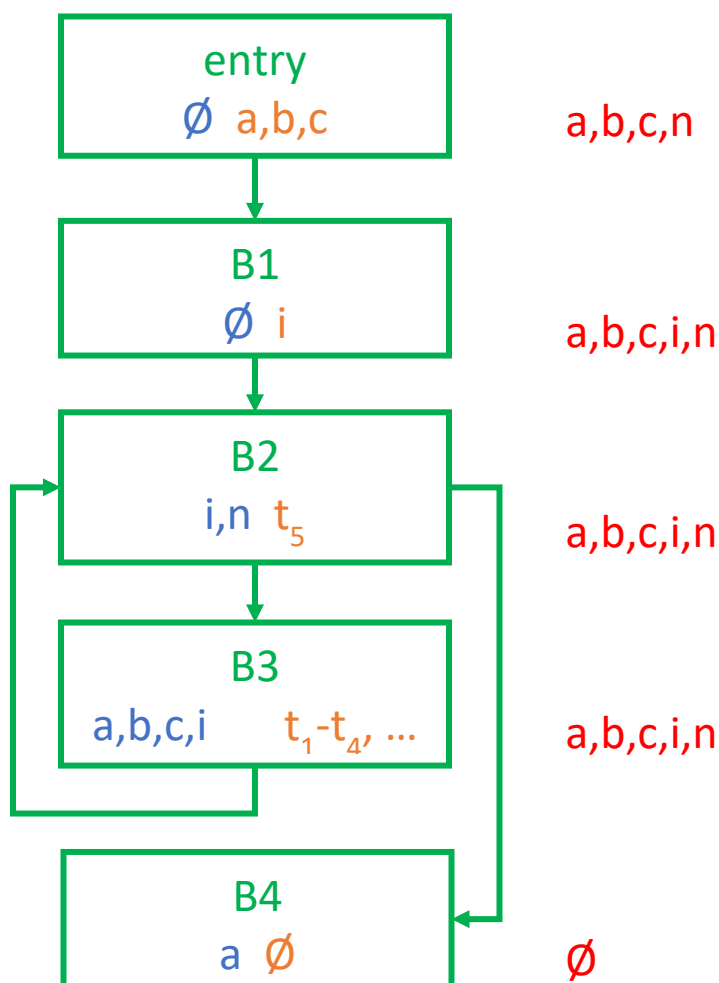 entry
Ø a,b,c
a,b,c,n
B1
Ø i
a,b,c,i,n
B2
i,n t₅
a,b,c,i,n
B3
a,b,c,i t₁-t₄, ...
a,b,c,i,n
B4
a Ø
Ø